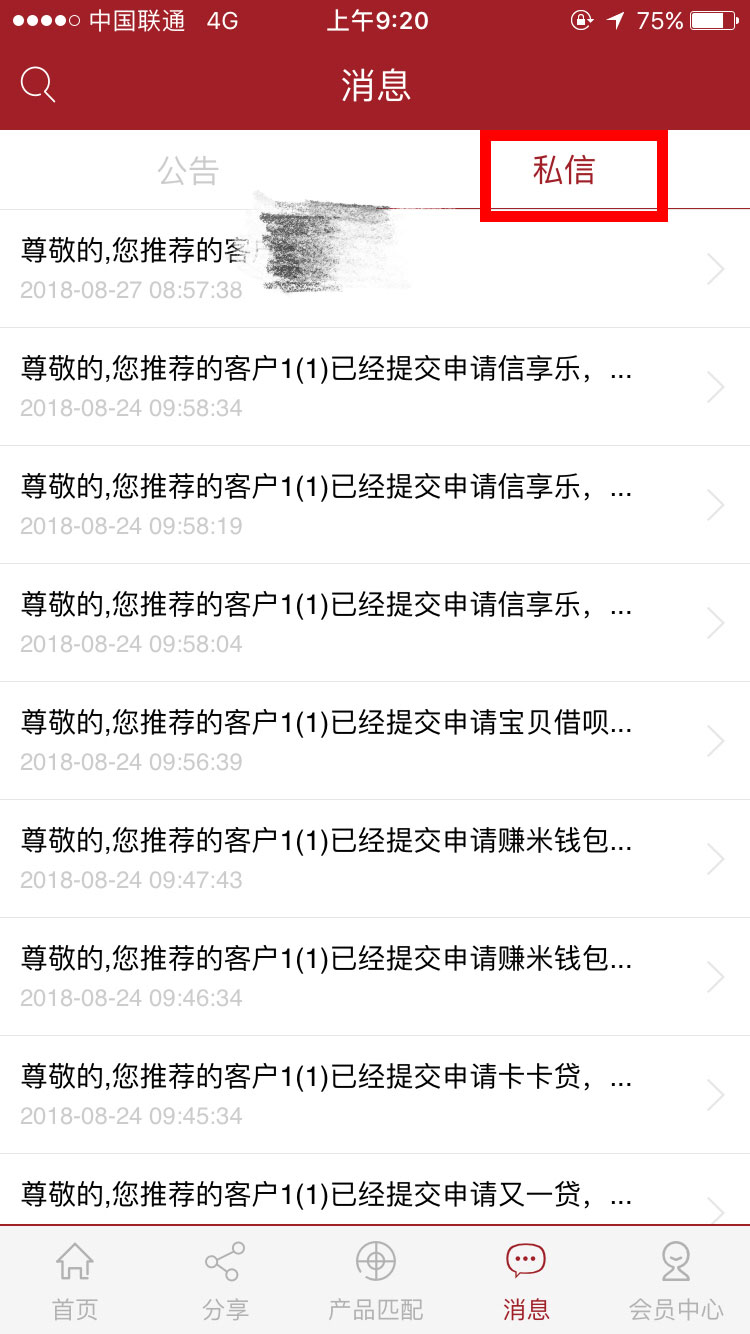 中国联通 4G 上午9:20 75%
消息
公告 私信
尊敬的,您推荐的客
2018-08-27 08:57:38
尊敬的,您推荐的客户1(1)已经提交申请信享乐，...
2018-08-24 09:58:34
尊敬的,您推荐的客户1(1)已经提交申请信享乐，...
2018-08-24 09:58:19
尊敬的,您推荐的客户1(1)已经提交申请信享乐，...
2018-08-24 09:58:04
尊敬的,您推荐的客户1(1)已经提交申请宝贝借呗...
2018-08-24 09:56:39
尊敬的,您推荐的客户1(1)已经提交申请赚米钱包...
2018-08-24 09:47:43
尊敬的,您推荐的客户1(1)已经提交申请赚米钱包...
2018-08-24 09:46:34
尊敬的,您推荐的客户1(1)已经提交申请卡卡贷，...
2018-08-24 09:45:34
尊敬的,您推荐的客户1(1)已经提交申请又一贷，...
首页 分享 产品匹配 消息 会员中心